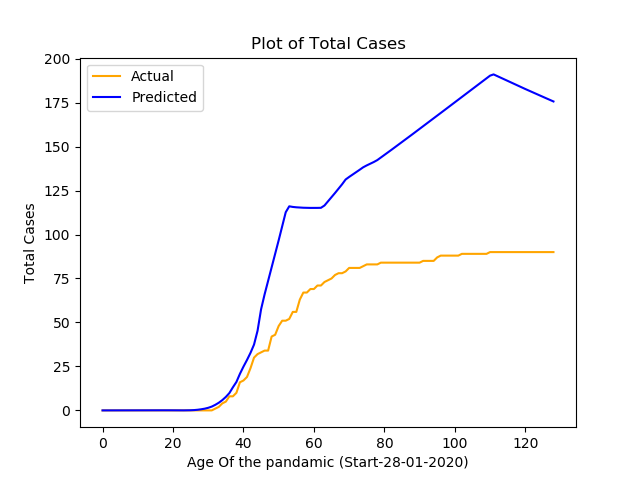 Plot of Total Cases
Actual
Predicted
200
175
150
125
100
75
50
25
0
Total Cases
0 20 40 60 80 100 120
Age Of the pandamic (Start-28-01-2020)